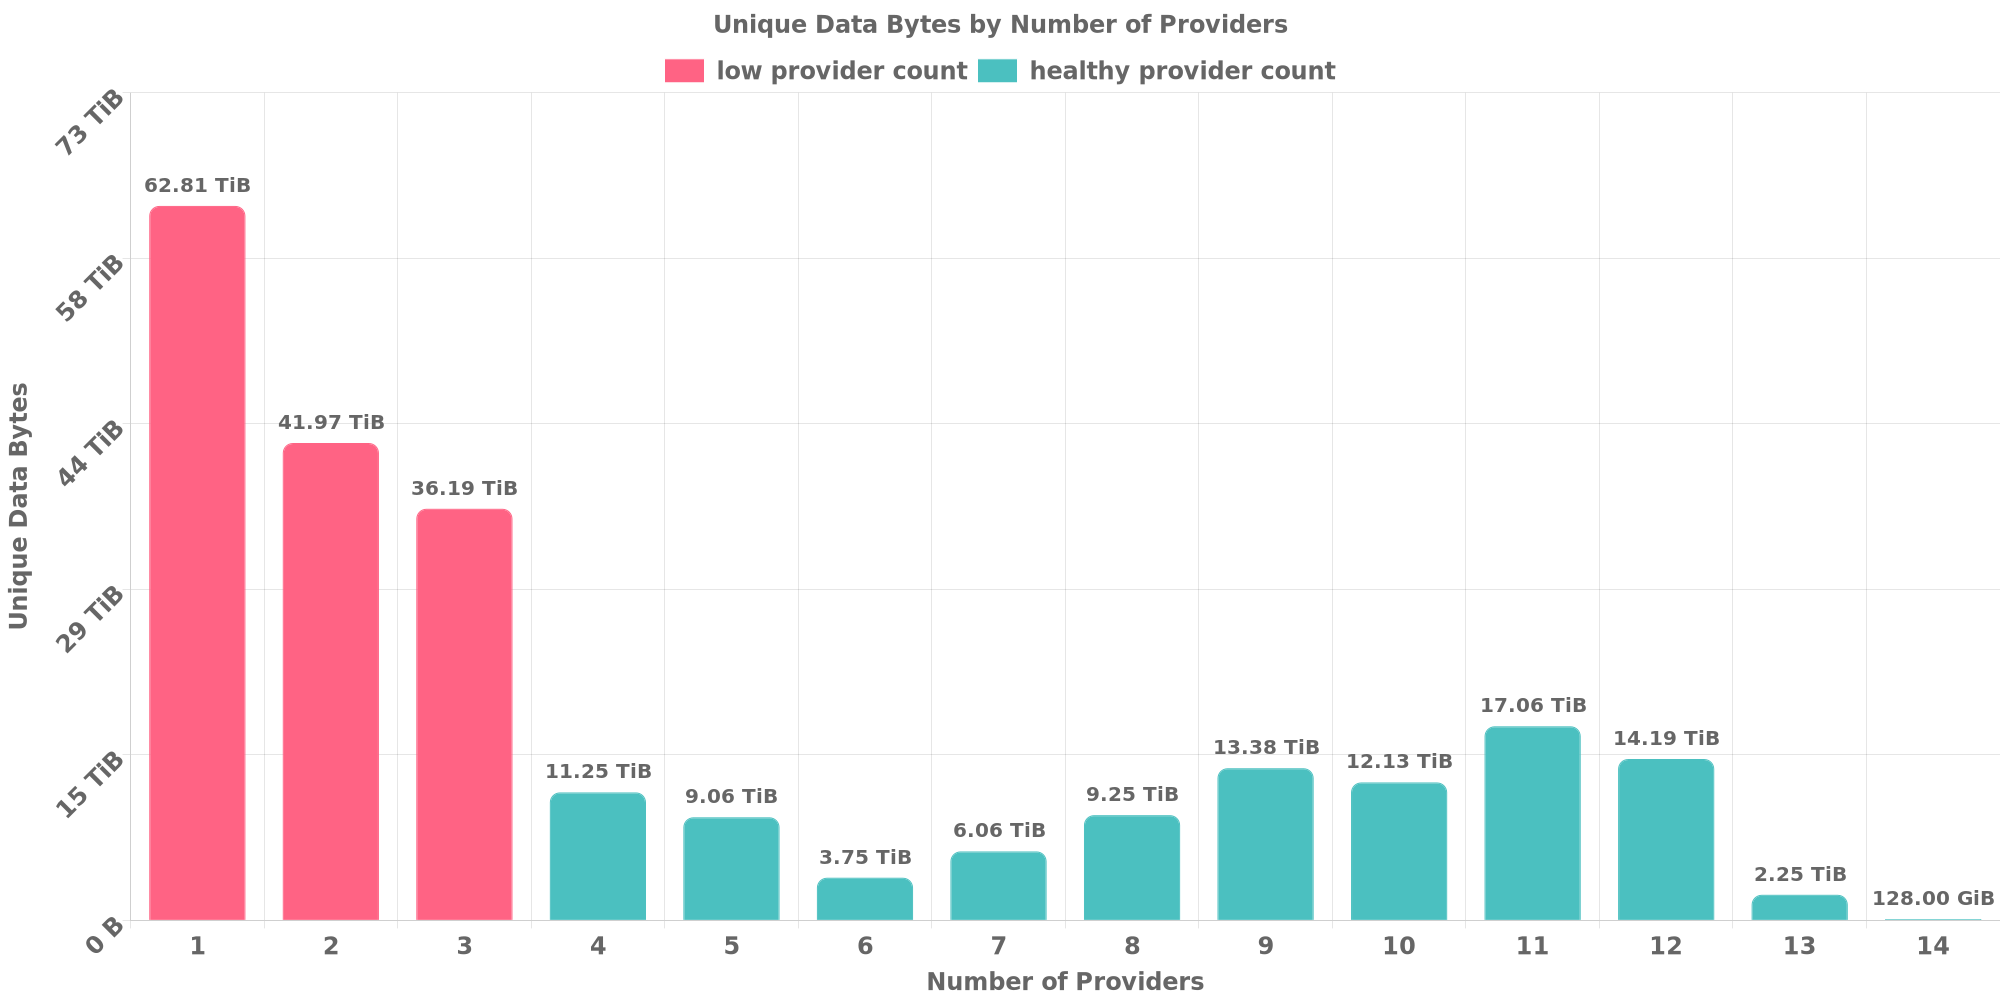 Unique Data Bytes by Number of Providers
low provider count healthy provider count
73 TiB
58 TiB
44 TiB
29 TiB
15 TiB
0 B
Unique Data Bytes
62.81 TiB
41.97 TiB
36.19 TiB
11.25 TiB
9.06 TiB
3.75 TiB
6.06 TiB
9.25 TiB
13.38 TiB
12.13 TiB
17.06 TiB
14.19 TiB
2.25 TiB
128.00 GiB
1 2 3 4 5 6 7 8 9 10 11 12 13 14
Number of Providers